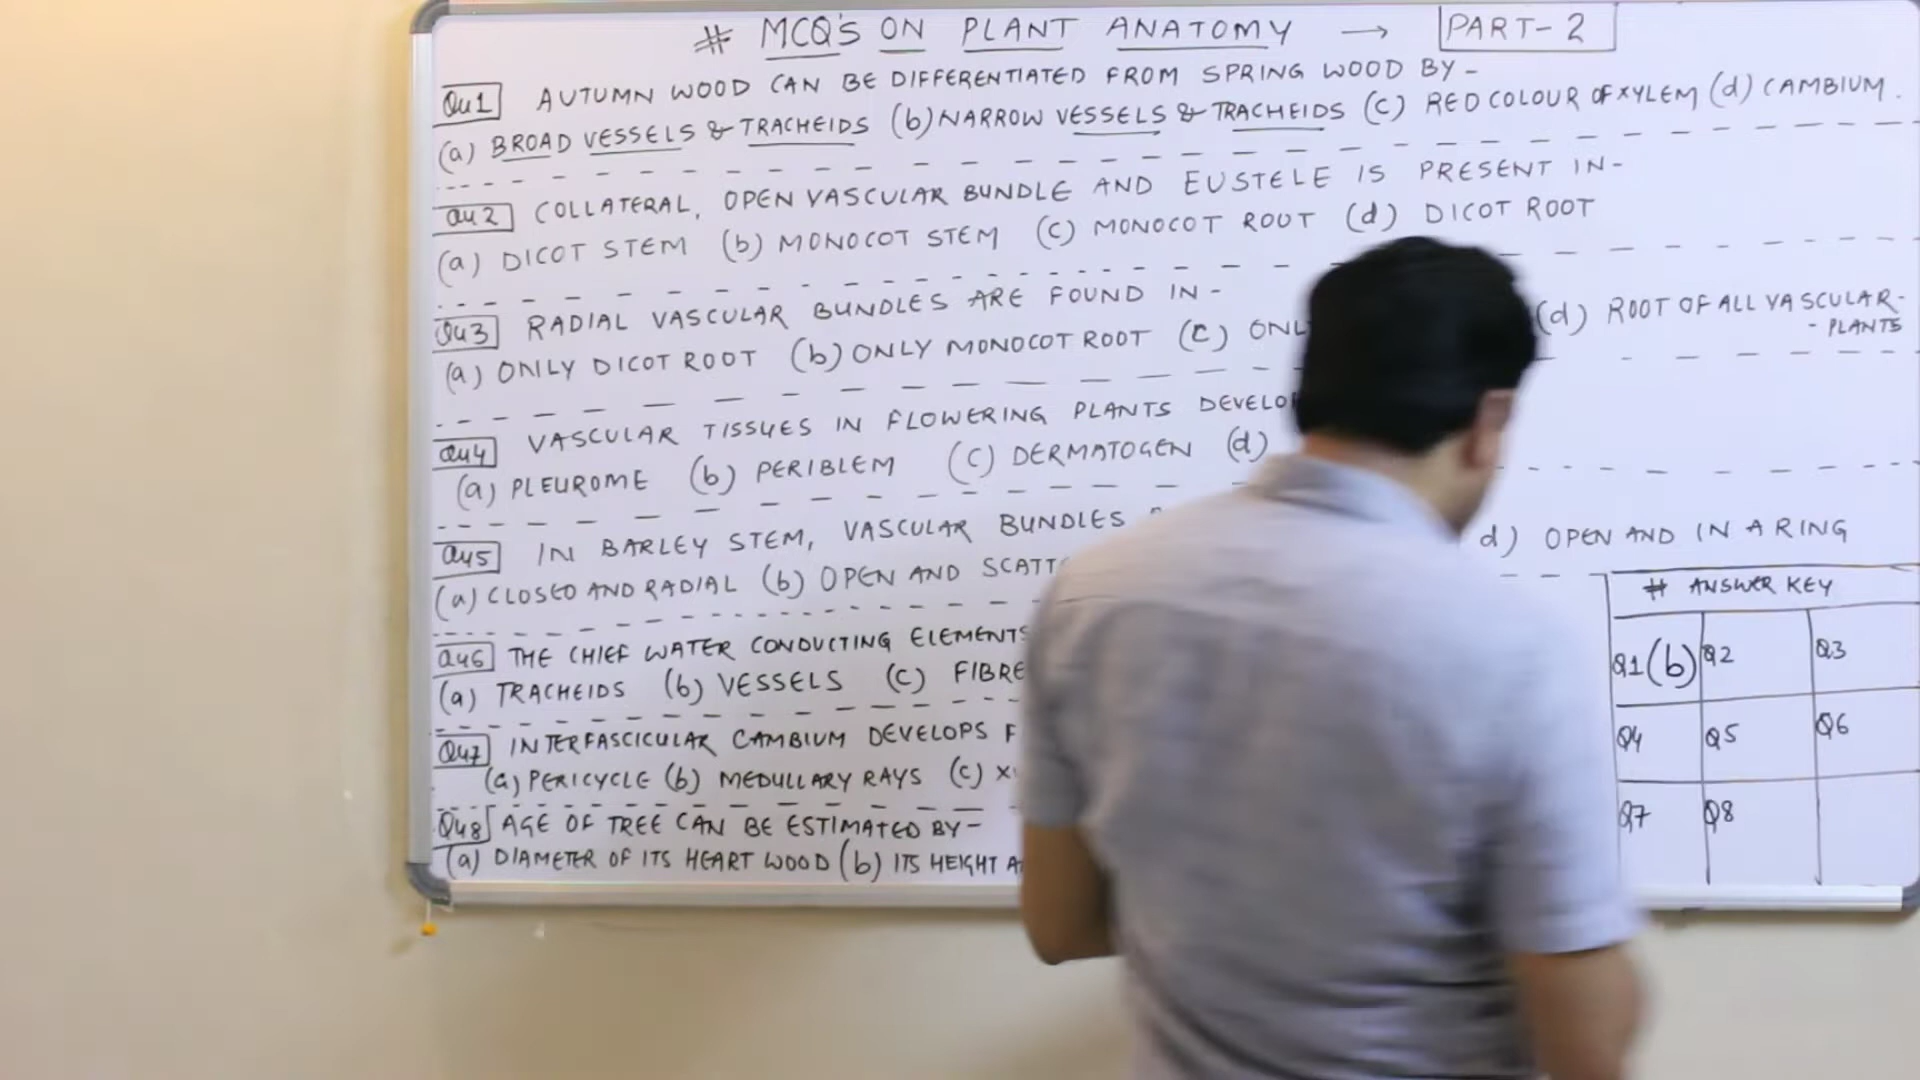 # MCQ'S ON PLANT ANATOMY → PART-2
Qu1 AUTUMN WOOD CAN BE DIFFERENTIATED FROM SPRING WOOD BY-
(a) BROAD VESSELS & TRACHEIDS (b) NARROW VESSELS & TRACHEIDS (c) RED COLOUR OF XYLEM (d) CAMBIUM.
Qu2 COLLATERAL, OPEN VASCULAR BUNDLE AND EUSTELE IS PRESENT IN-
(a) DICOT STEM (b) MONOCOT STEM (c) MONOCOT ROOT (d) DICOT ROOT
Qu3 RADIAL VASCULAR BUNDLES ARE FOUND IN-
(a) ONLY DICOT ROOT (b) ONLY MONOCOT ROOT (c) (d) ROOT OF ALL VASCULAR-
- PLANTS
Qu4 VASCULAR TISSUES IN FLOWERING PLANTS
(a) PLEUROME (b) PERIBLEM (c) DERMATOGEN (d)
Qu5 IN BARLEY STEM, VASCULAR BUNDLES
(a) CLOSED AND RADIAL (b) OPEN AND d) OPEN AND IN A RING
Qu6 THE CHIEF WATER CONDUCTING ELEMENTS
(a) TRACHEIDS (b) VESSELS (c) FIBRE
Qu7 INTERFASCICULAR CAMBIUM DEVELOPS
(a) PERICYCLE (b) MEDULLARY RAYS (c)
Qu8 AGE OF TREE CAN BE ESTIMATED BY-
(a) DIAMETER OF ITS HEART WOOD (b) ITS HEIGHT
# ANSWER KEY
Q1 (b) Q2 Q3
Q4 Q5 Q6
Q7 Q8